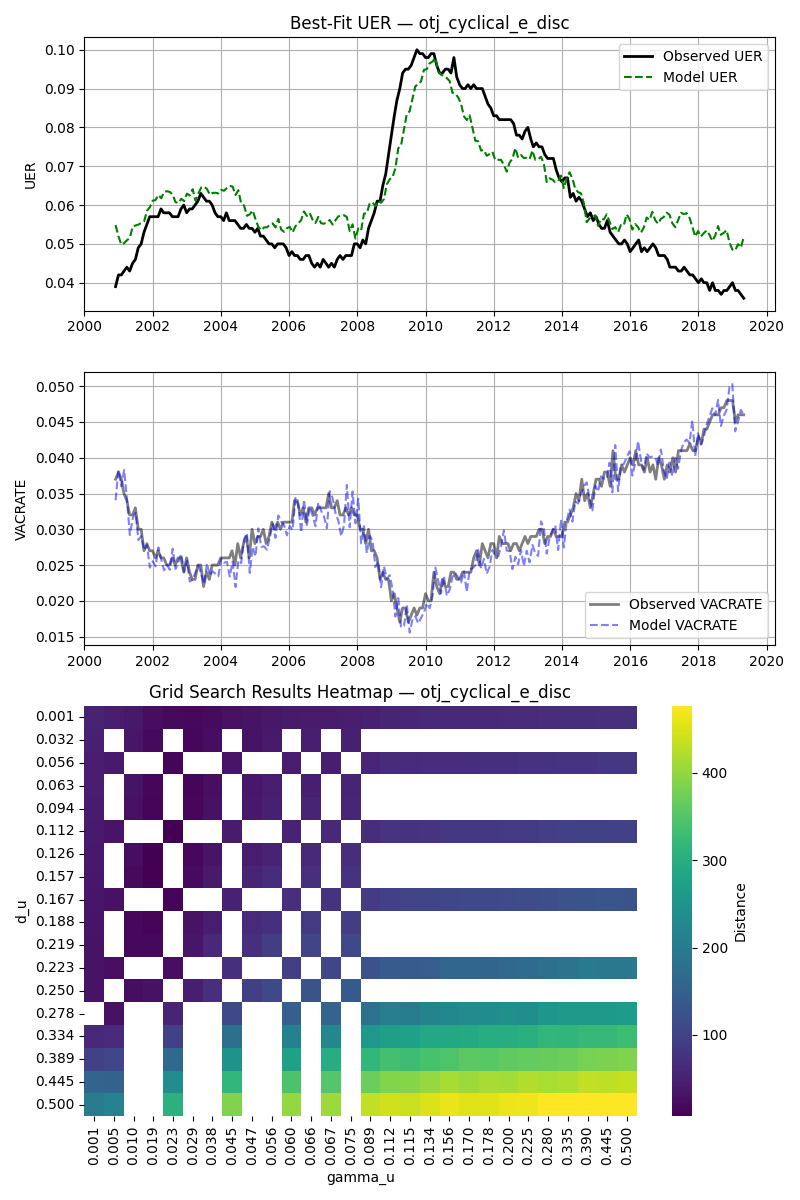 Best-Fit UER — otj_cyclical_e_disc
0.10
0.09
0.08
0.07
0.06
0.05
0.04
UER
Observed UER
Model UER
2000 2002 2004 2006 2008 2010 2012 2014 2016 2018 2020
0.050
0.045
0.040
0.035
0.030
0.025
0.020
0.015
VACRATE
Observed VACRATE
Model VACRATE
2000 2002 2004 2006 2008 2010 2012 2014 2016 2018 2020
Grid Search Results Heatmap — otj_cyclical_e_disc
0.001
0.032
0.056
0.063
0.094
0.112
0.126
0.157
0.167
0.188
0.219
0.223
0.250
0.278
0.334
0.389
0.445
0.500
d_u
0.001 0.005 0.010 0.019 0.023 0.029 0.038 0.045 0.047 0.056 0.060 0.066 0.067 0.075 0.089 0.112 0.115 0.134 0.156 0.170 0.178 0.200 0.225 0.280 0.335 0.390 0.445 0.500
gamma_u
400
300
200
100
Distance